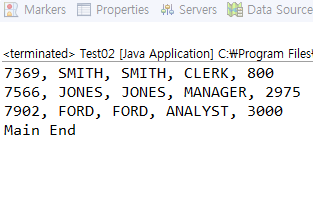 Markers Properties Servers Data Source
<terminated> Test02 [Java Application] C:₩Program Files
7369, SMITH, SMITH, CLERK, 800
7566, JONES, JONES, MANAGER, 2975
7902, FORD, FORD, ANALYST, 3000
Main End